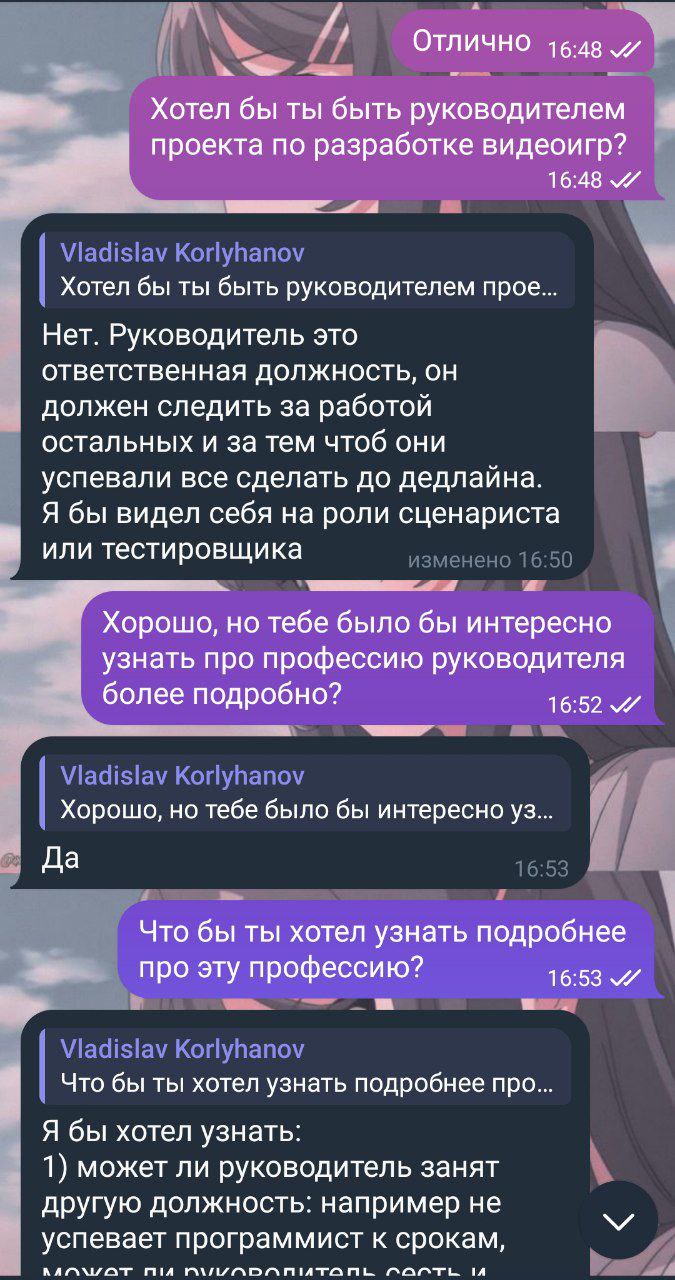 Отлично 16:48
Хотел бы ты быть руководителем
проекта по разработке видеоигр?
16:48
Vladislav Korlyhanov
Хотел бы ты быть руководителем прое...
Нет. Руководитель это
ответственная должность, он
должен следить за работой
остальных и за тем чтоб они
успевали все сделать до дедлайна.
Я бы видел себя на роли сценариста
или тестировщика
изменено 16:50
Хорошо, но тебе было бы интересно
узнать про профессию руководителя
более подробно?
16:52
Vladislav Korlyhanov
Хорошо, но тебе было бы интересно уз...
Да
16:53
Что бы ты хотел узнать подробнее
про эту профессию?
16:53
Vladislav Korlyhanov
Что бы ты хотел узнать подробнее про...
Я бы хотел узнать:
1) может ли руководитель занят
другую должность: например не
успевает программист к срокам,
может ли руководитель сесть и